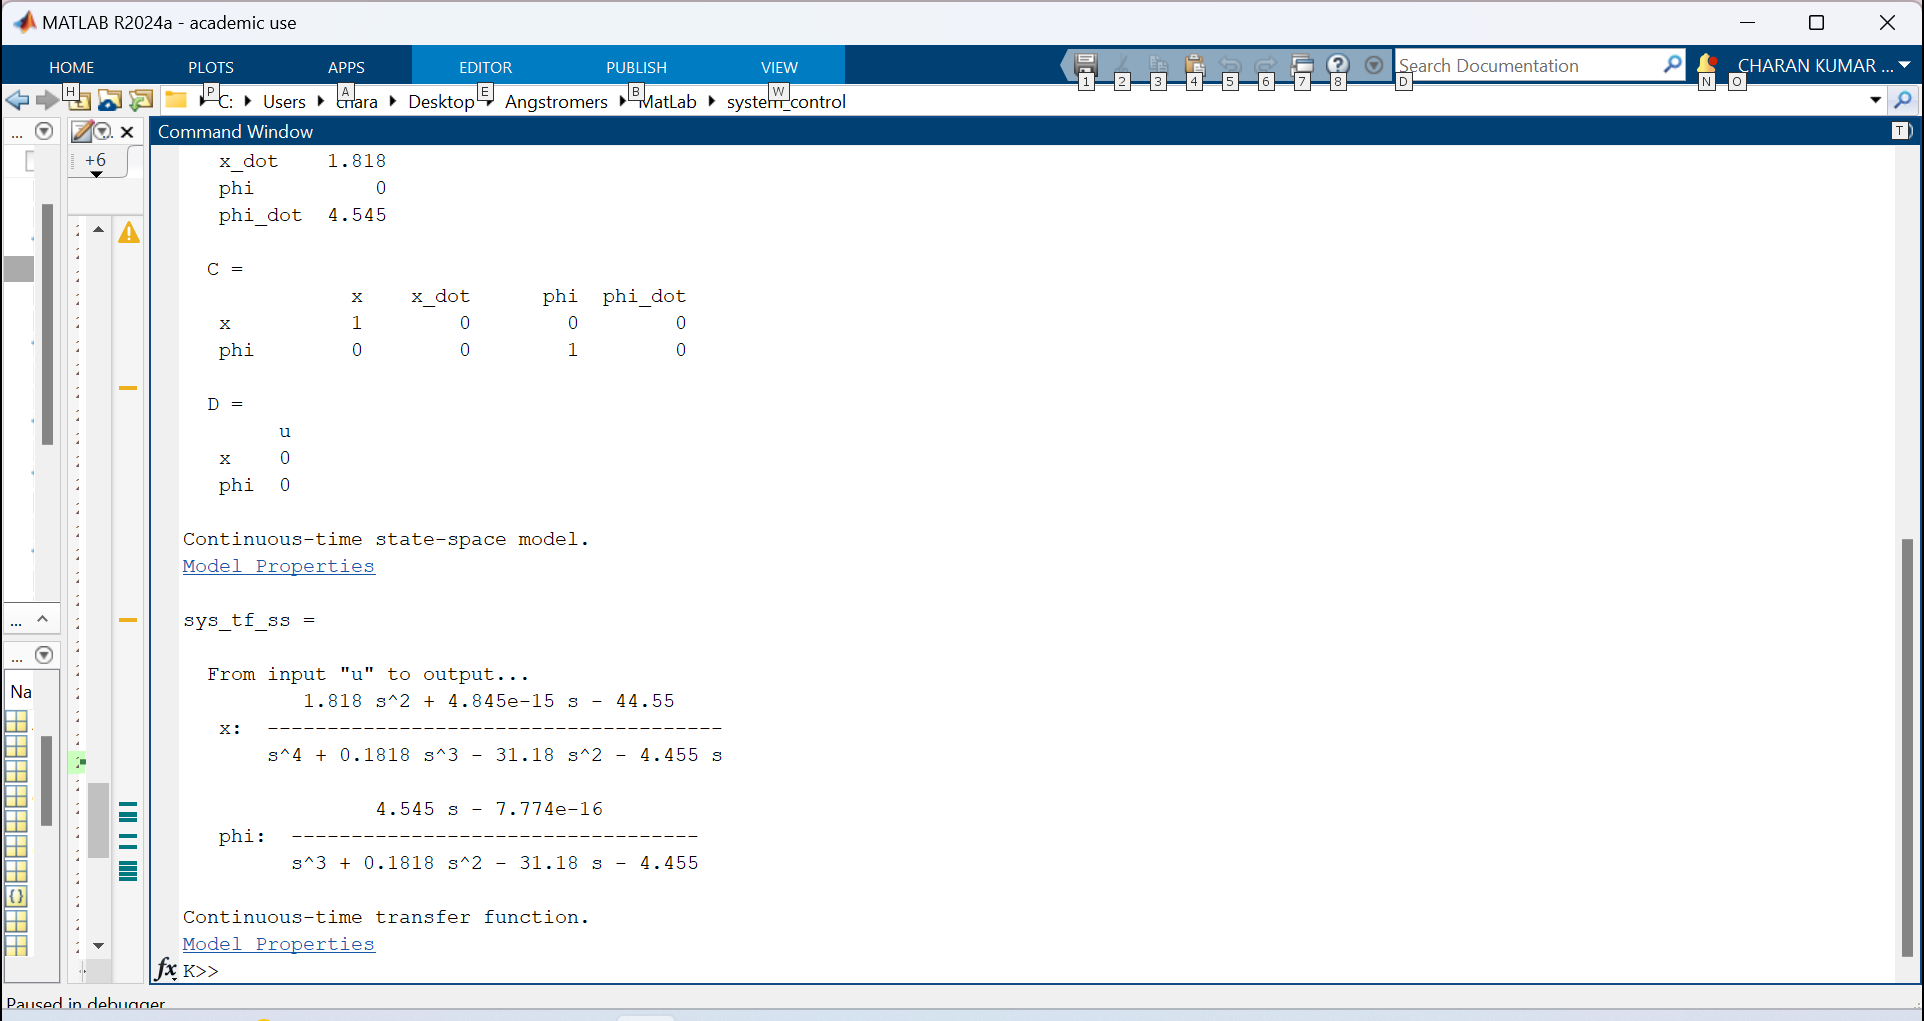 MATLAB R2024a - academic use
HOME PLOTS APPS EDITOR PUBLISH VIEW
Search Documentation
CHARAN KUMAR ...
1 2 3 4 5 6 7 8 D N O
H P A E B W
C: Users chara Desktop Angstromers MatLab system_control
... Command Window T
+6
x_dot 1.818
phi 0
phi_dot 4.545
C =
x x_dot phi phi_dot
x 1 0 0 0
phi 0 0 1 0
D =
u
x 0
phi 0
Continuous-time state-space model.
Model Properties
...
sys_tf_ss =
...
From input "u" to output...
Na
1.818 s^2 + 4.845e-15 s - 44.55
x: --------------------------------------
s^4 + 0.1818 s^3 - 31.18 s^2 - 4.455 s
4.545 s - 7.774e-16
phi: ----------------------------------
s^3 + 0.1818 s^2 - 31.18 s - 4.455
Continuous-time transfer function.
Model Properties
fx K>>
Paused in debugger